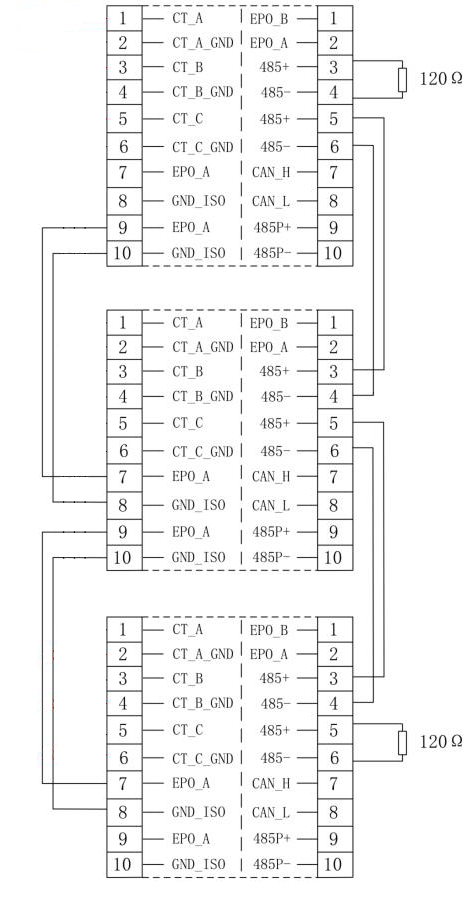 1 CT_A EPO_B 1
2 CT_A_GND EPO_A 2
3 CT_B 485+ 3
120Ω
4 CT_B_GND 485- 4
5 CT_C 485+ 5
6 CT_C_GND 485- 6
7 EPO_A CAN_H 7
8 GND_ISO CAN_L 8
9 EPO_A 485P+ 9
10 GND_ISO 485P- 10
1 CT_A EPO_B 1
2 CT_A_GND EPO_A 2
3 CT_B 485+ 3
4 CT_B_GND 485- 4
5 CT_C 485+ 5
6 CT_C_GND 485- 6
7 EPO_A CAN_H 7
8 GND_ISO CAN_L 8
9 EPO_A 485P+ 9
10 GND_ISO 485P- 10
1 CT_A EPO_B 1
2 CT_A_GND EPO_A 2
3 CT_B 485+ 3
4 CT_B_GND 485- 4
5 CT_C 485+ 5
120Ω
6 CT_C_GND 485- 6
7 EPO_A CAN_H 7
8 GND_ISO CAN_L 8
9 EPO_A 485P+ 9
10 GND_ISO 485P- 10